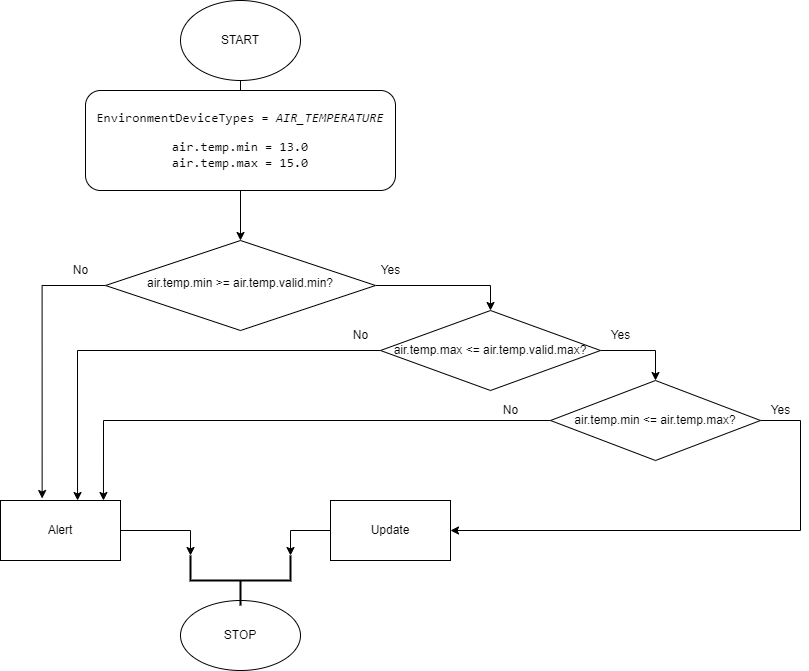 START
EnvironmentDeviceTypes = AIR_TEMPERATURE
air.temp.min = 13.0
air.temp.max = 15.0
No
air.temp.min >= air.temp.valid.min?
Yes
No
air.temp.max <= air.temp.valid.max?
Yes
No
air.temp.min <= air.temp.max?
Yes
Alert
Update
STOP